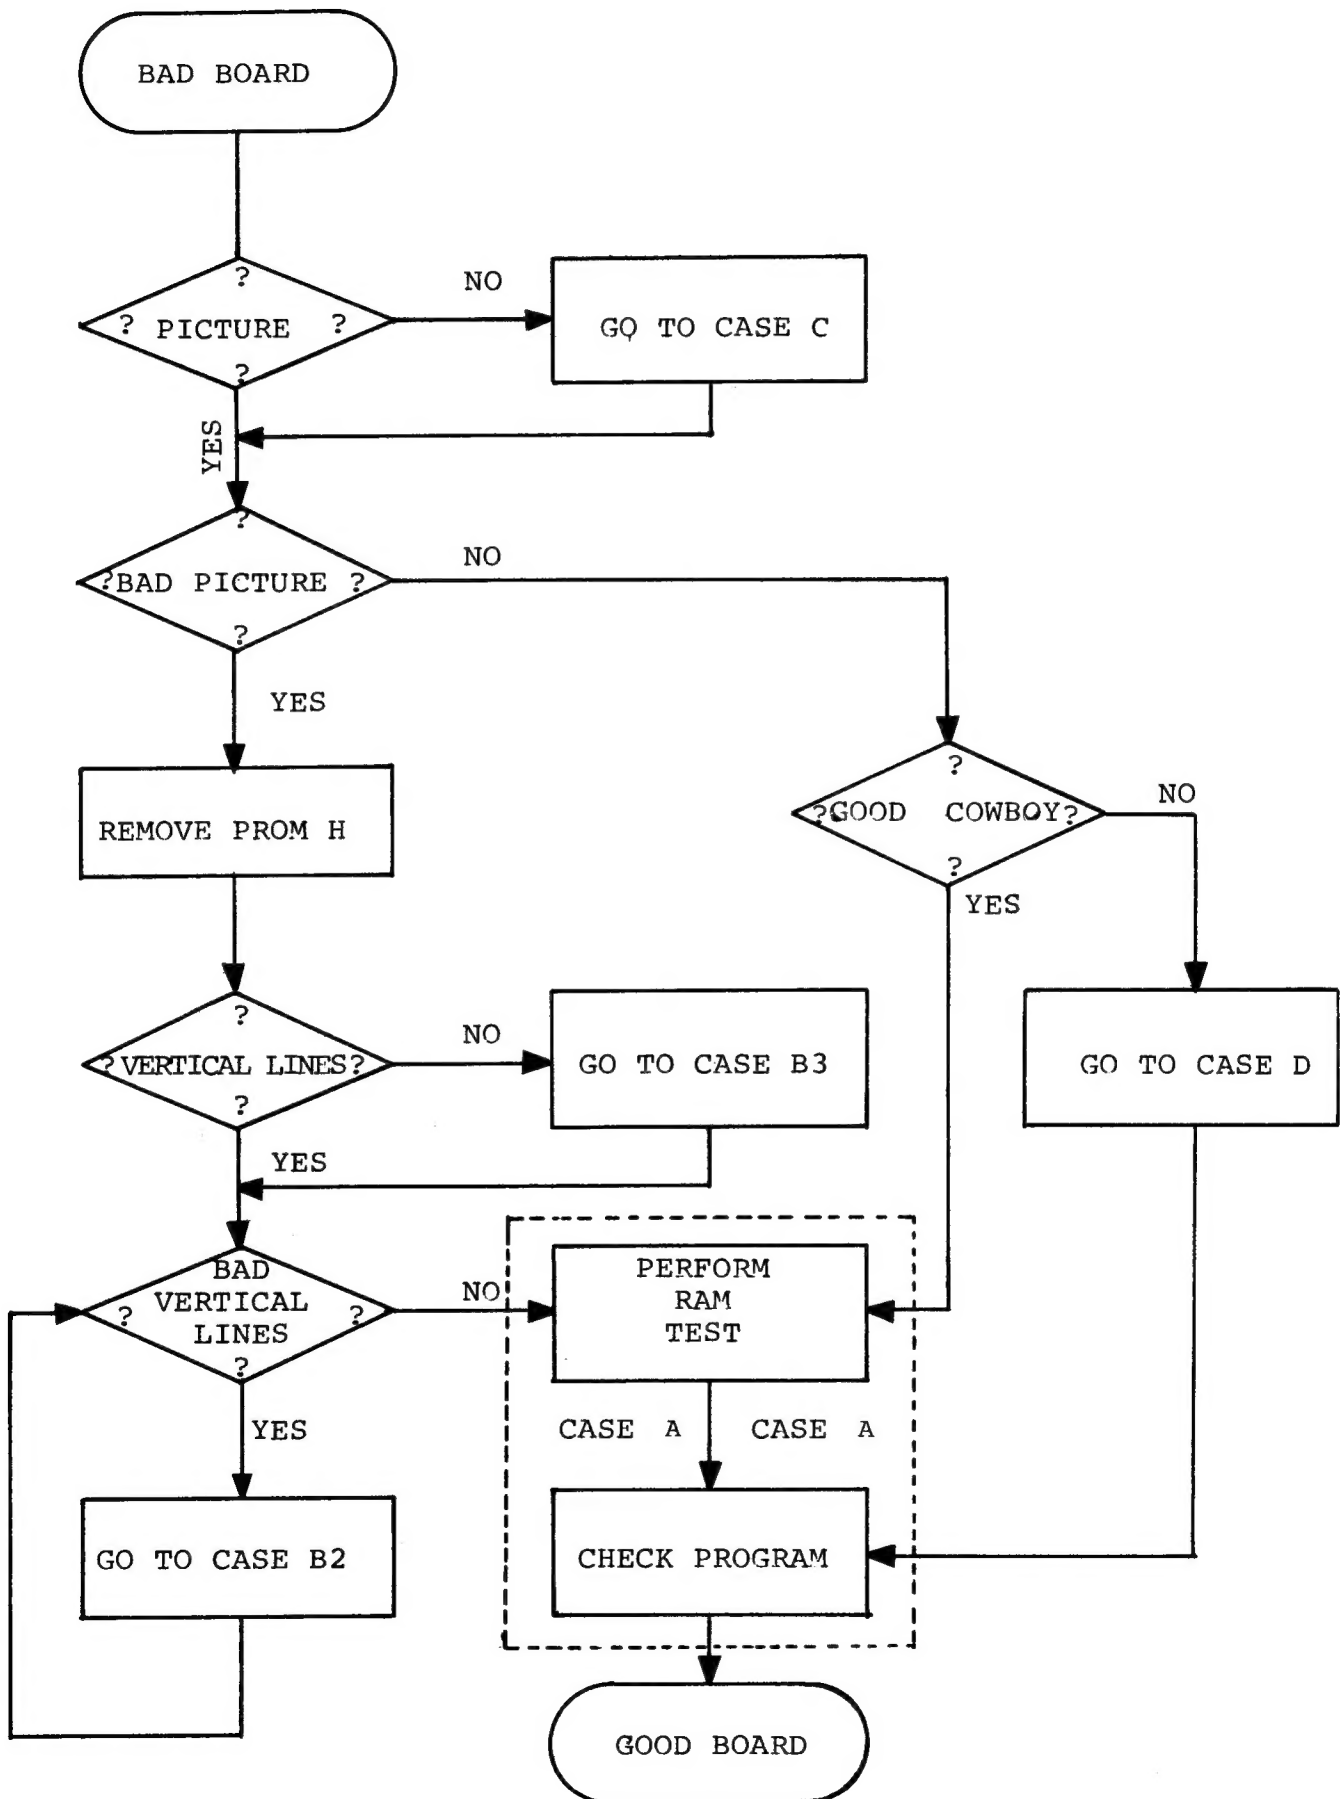 BAD BOARD
?
NO
? PICTURE ?
GO TO CASE C
?
YES
?
NO
?BAD PICTURE ?
?
YES
?
NO
?GOOD COWBOY?
REMOVE PROM H
?
YES
?
NO
?VERTICAL LINES?
GO TO CASE B3
GO TO CASE D
?
YES
BAD
? VERTICAL ?
LINES
?
NO
PERFORM
RAM
TEST
YES
CASE A CASE A
GO TO CASE B2
CHECK PROGRAM
GOOD BOARD